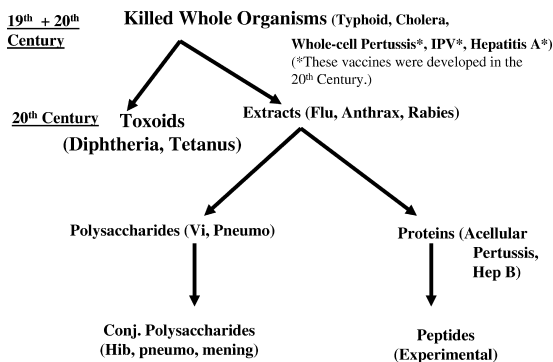 19th + 20th Killed Whole Organisms (Typhoid, Cholera,
Century
Whole-cell Pertussis*, IPV*, Hepatitis A*)
(*These vaccines were developed in the
20th Century.)
20th Century Toxoids Extracts (Flu, Anthrax, Rabies)
(Diphtheria, Tetanus)
Polysaccharides (Vi, Pneumo) Proteins (Acellular
Pertussis,
Hep B)
Conj. Polysaccharides Peptides
(Hib, pneumo, mening) (Experimental)